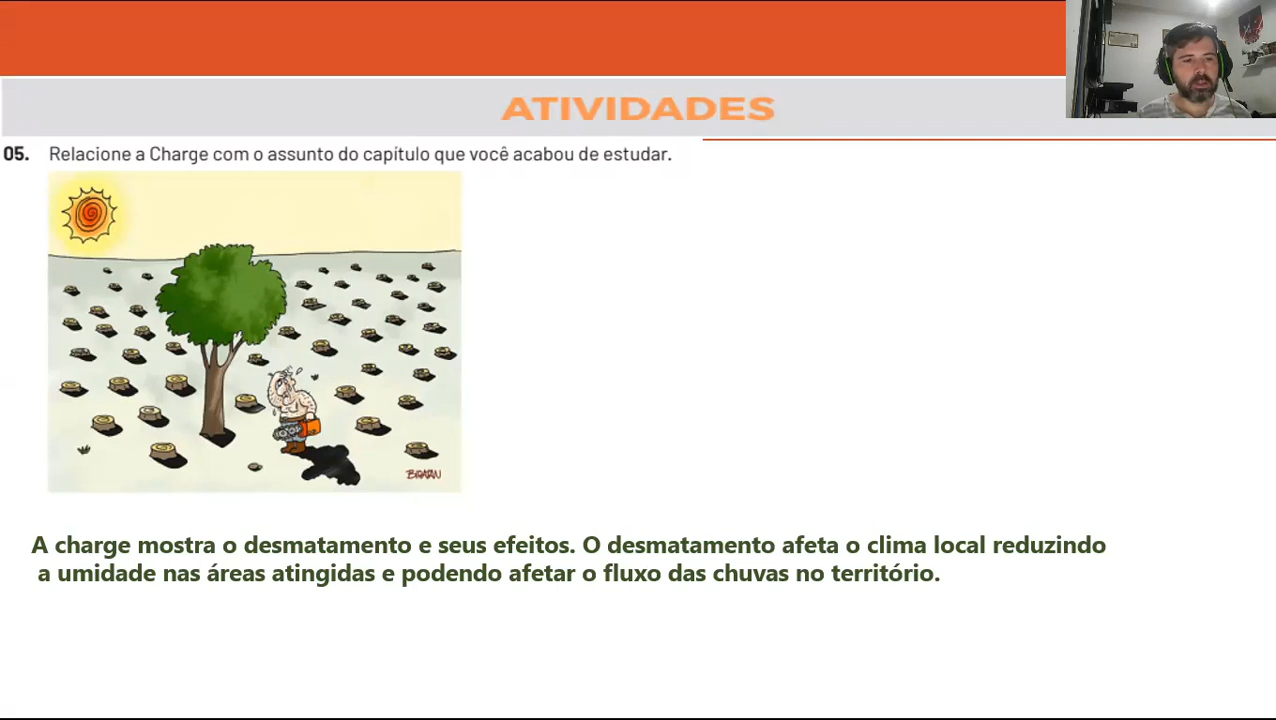 ATIVIDADES
05. Relacione a Charge com o assunto do capítulo que você acabou de estudar.
BIGARN
A charge mostra o desmatamento e seus efeitos. O desmatamento afeta o clima local reduzindo
a umidade nas áreas atingidas e podendo afetar o fluxo das chuvas no território.